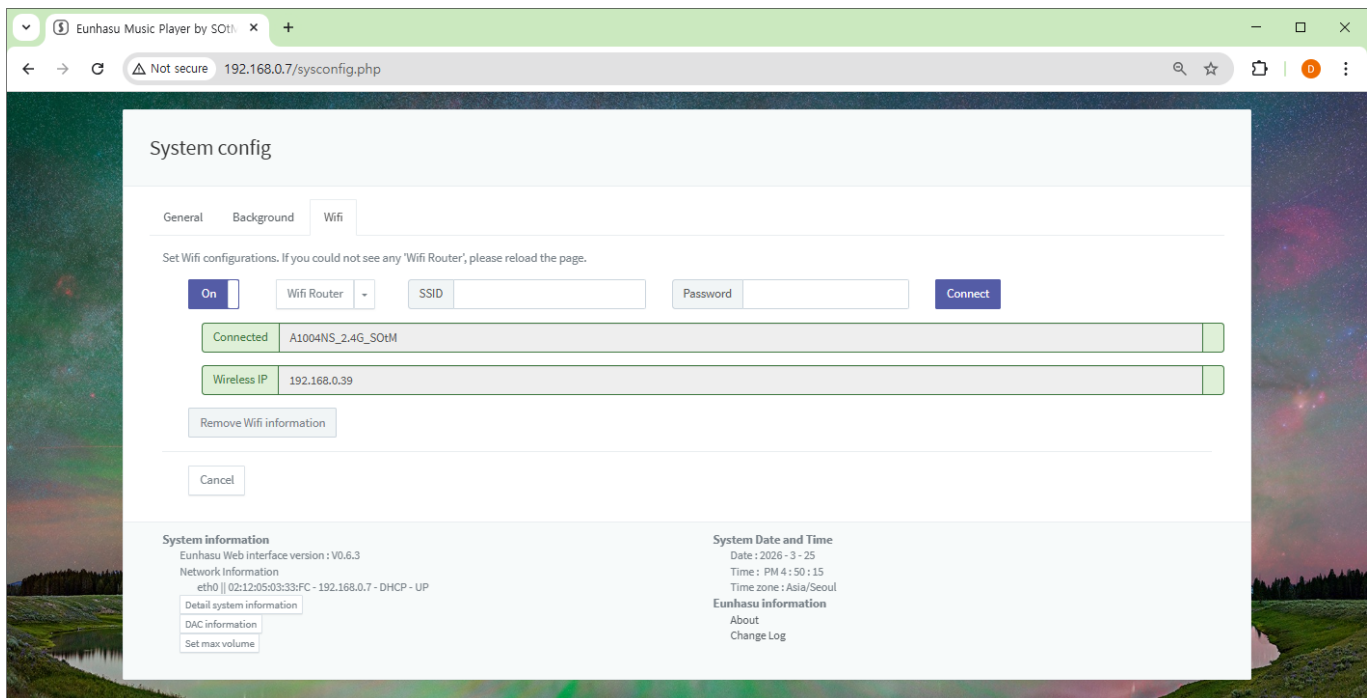 Eunhasu Music Player by SOtM
Not secure 192.168.0.7/sysconfig.php
D
System config
General Background Wifi
Set Wifi configurations. If you could not see any 'Wifi Router', please reload the page.
On Wifi Router SSID Password Connect
Connected A1004NS_2.4G_SOtM
Wireless IP 192.168.0.39
Remove Wifi information
Cancel
System information
Eunhasu Web interface version : V0.6.3
Network Information
eth0 || 02:12:05:03:33:FC - 192.168.0.7 - DHCP - UP
Detail system information
DAC information
Set max volume
System Date and Time
Date : 2026 - 3 - 25
Time : PM 4 : 50 : 15
Time zone : Asia/Seoul
Eunhasu information
About
Change Log